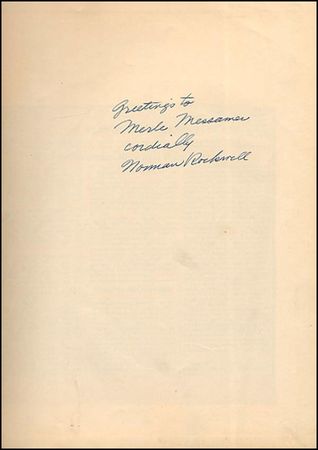 Greetings to
Merle Messamer
cordially
Norman Rockwell